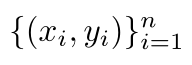 $\{(x_i, y_i)\}_{i=1}^{n}$